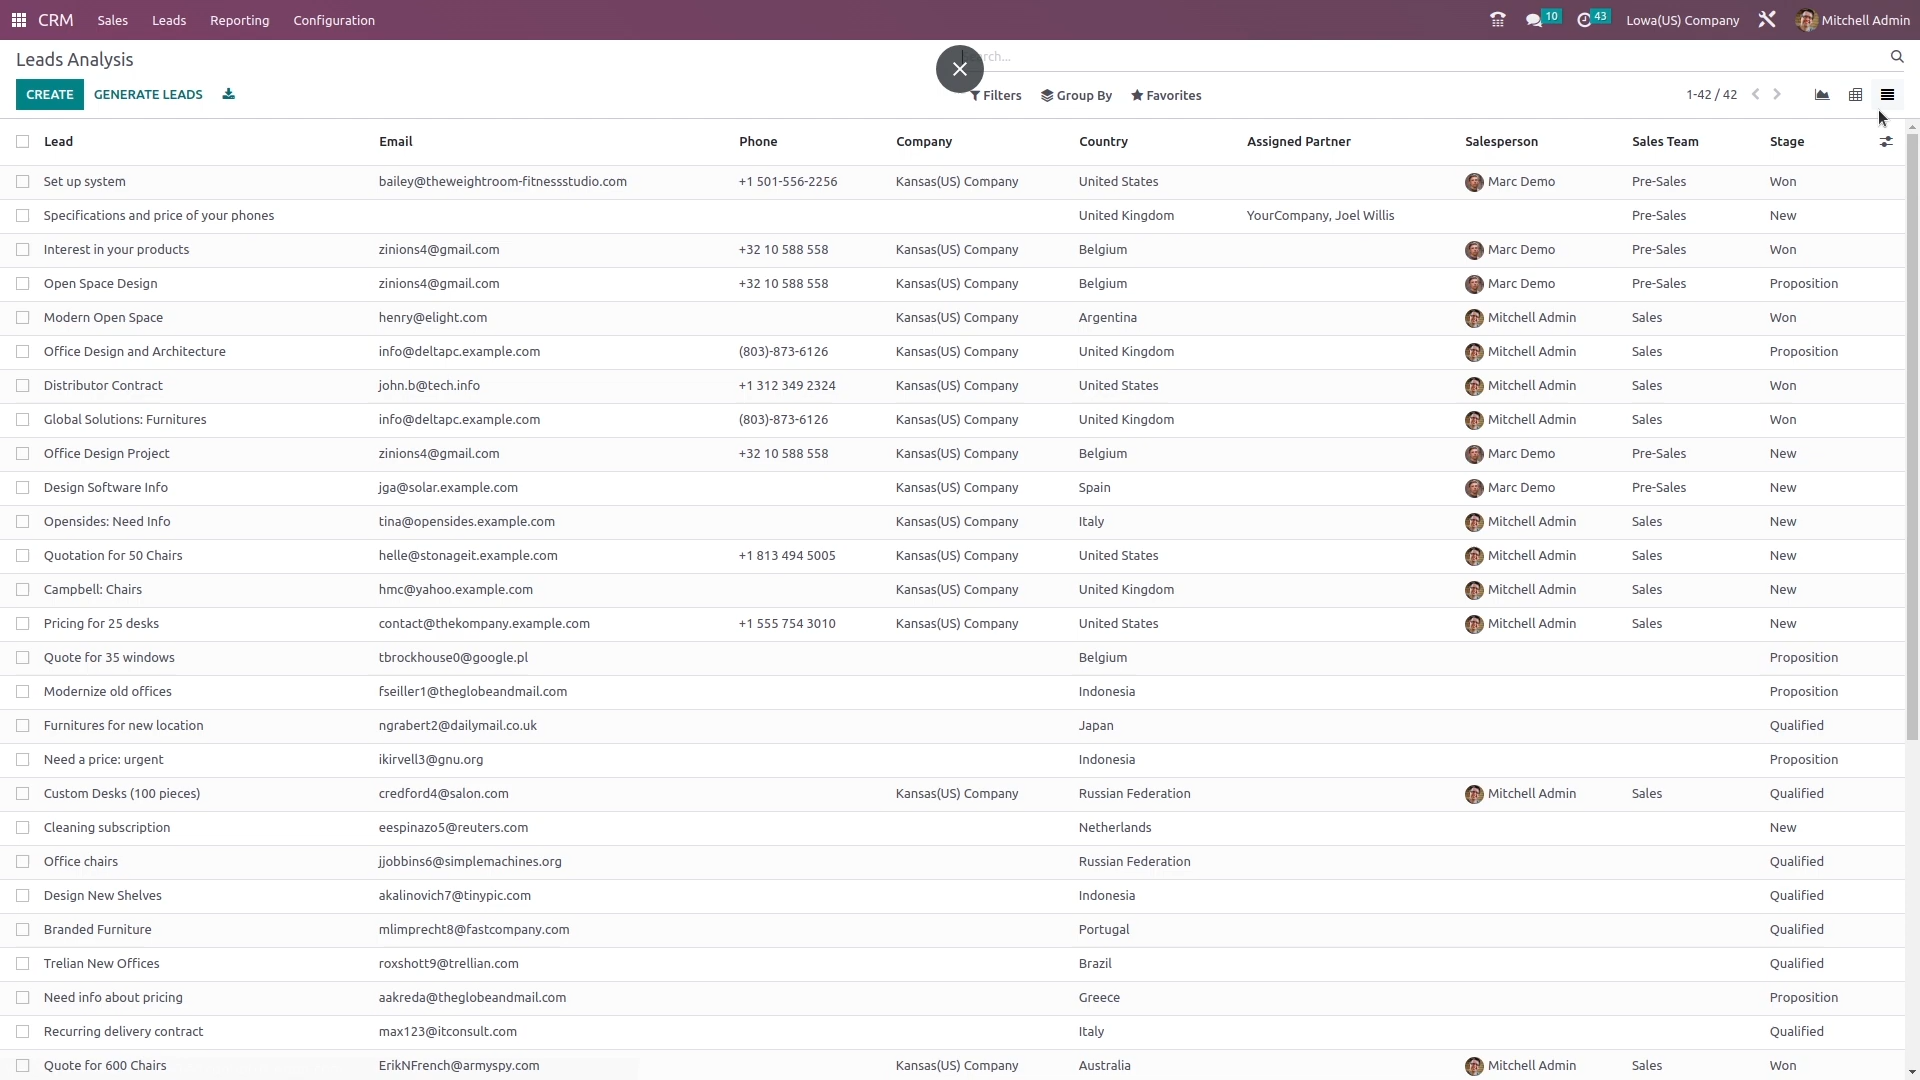 CRM Sales Leads Reporting Configuration 10 43 Lowa(US) Company Mitchell Admin
Leads Analysis
CREATE GENERATE LEADS Filters Group By Favorites 1-42 / 42
Lead Email Phone Company Country Assigned Partner Salesperson Sales Team Stage
Set up system bailey@theweightroom-fitnessstudio.com +1 501-556-2256 Kansas(US) Company United States Marc Demo Pre-Sales Won
Specifications and price of your phones United Kingdom YourCompany, Joel Willis Pre-Sales New
Interest in your products zinions4@gmail.com +32 10 588 558 Kansas(US) Company Belgium Marc Demo Pre-Sales Won
Open Space Design zinions4@gmail.com +32 10 588 558 Kansas(US) Company Belgium Marc Demo Pre-Sales Proposition
Modern Open Space henry@elight.com Kansas(US) Company Argentina Mitchell Admin Sales Won
Office Design and Architecture info@deltapc.example.com (803)-873-6126 Kansas(US) Company United Kingdom Mitchell Admin Sales Proposition
Distributor Contract john.b@tech.info +1 312 349 2324 Kansas(US) Company United States Mitchell Admin Sales Won
Global Solutions: Furnitures info@deltapc.example.com (803)-873-6126 Kansas(US) Company United Kingdom Mitchell Admin Sales Won
Office Design Project zinions4@gmail.com +32 10 588 558 Kansas(US) Company Belgium Marc Demo Pre-Sales New
Design Software Info jga@solar.example.com Kansas(US) Company Spain Marc Demo Pre-Sales New
Opensides: Need Info tina@opensides.example.com Kansas(US) Company Italy Mitchell Admin Sales New
Quotation for 50 Chairs helle@stonageit.example.com +1 813 494 5005 Kansas(US) Company United States Mitchell Admin Sales New
Campbell: Chairs hmc@yahoo.example.com Kansas(US) Company United Kingdom Mitchell Admin Sales New
Pricing for 25 desks contact@thekompany.example.com +1 555 754 3010 Kansas(US) Company United States Mitchell Admin Sales New
Quote for 35 windows tbrockhouse0@google.pl Belgium Proposition
Modernize old offices fseiller1@theglobeandmail.com Indonesia Proposition
Furnitures for new location ngrabert2@dailymail.co.uk Japan Qualified
Need a price: urgent ikirvell3@gnu.org Indonesia Proposition
Custom Desks (100 pieces) credford4@salon.com Kansas(US) Company Russian Federation Mitchell Admin Sales Qualified
Cleaning subscription eespinazo5@reuters.com Netherlands New
Office chairs jjobbins6@simplemachines.org Russian Federation Qualified
Design New Shelves akalinovich7@tinypic.com Indonesia Qualified
Branded Furniture mlimprecht8@fastcompany.com Portugal Qualified
Trelian New Offices roxshott9@trellian.com Brazil Qualified
Need info about pricing aakreda@theglobeandmail.com Greece Proposition
Recurring delivery contract max123@itconsult.com Italy Qualified
Quote for 600 Chairs ErikNFrench@armyspy.com Kansas(US) Company Australia Mitchell Admin Sales Won